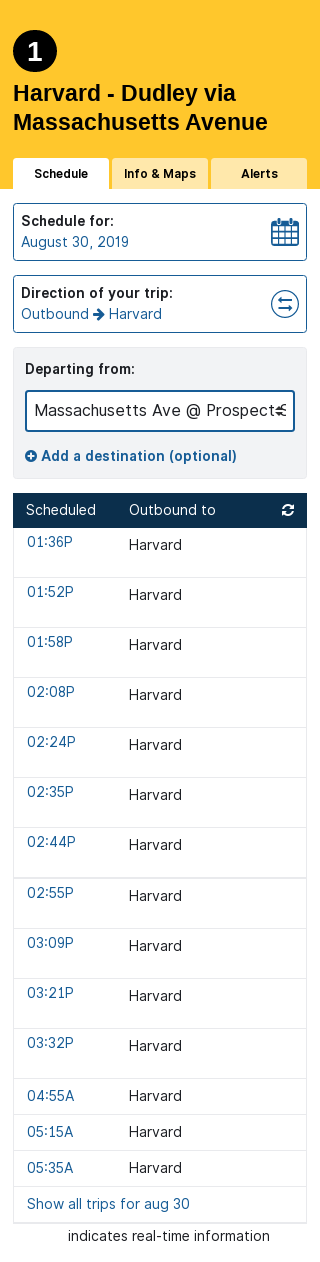 1
Harvard - Dudley via
Massachusetts Avenue
Schedule
Info & Maps
Alerts
Schedule for:
August 30, 2019
Direction of your trip:
Outbound Harvard
Departing from:
Massachusetts Ave @ Prospect
Add a destination (optional)
Scheduled Outbound to
01:36P Harvard
01:52P Harvard
01:58P Harvard
02:08P Harvard
02:24P Harvard
02:35P Harvard
02:44P Harvard
02:55P Harvard
03:09P Harvard
03:21P Harvard
03:32P Harvard
04:55A Harvard
05:15A Harvard
05:35A Harvard
Show all trips for aug 30
indicates real-time information